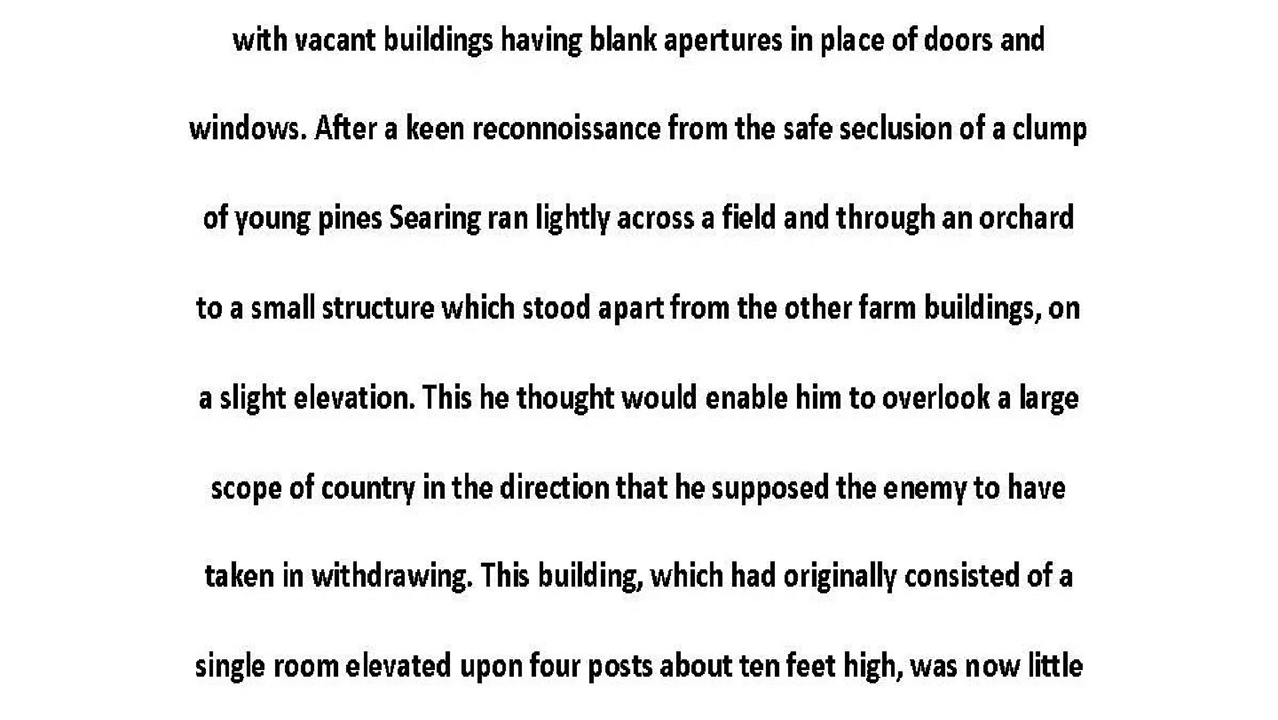 with vacant buildings having blank apertures in place of doors and
windows. After a keen reconnoissance from the safe seclusion of a clump
of young pines Searing ran lightly across a field and through an orchard
to a small structure which stood apart from the other farm buildings, on
a slight elevation. This he thought would enable him to overlook a large
scope of country in the direction that he supposed the enemy to have
taken in withdrawing. This building, which had originally consisted of a
single room elevated upon four posts about ten feet high, was now little